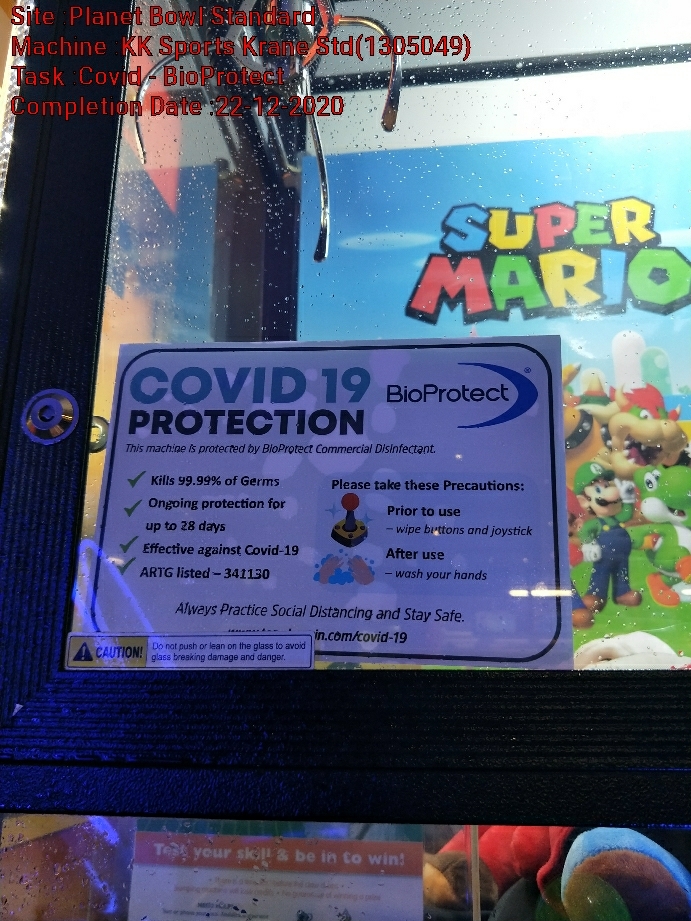 Site :Planet Bowl Standard
Machine :KK Sports Krane Std(1305049)
Task :Covid - BioProtect
Completion Date :22-12-2020
SUPER
MARIO
COVID 19
PROTECTION
BioProtect®
This machine is protected by BioProtect Commercial Disinfectant.
Kills 99.99% of Germs
Ongoing protection for
up to 28 days
Effective against Covid-19
ARTG listed – 341130
Please take these Precautions:
Prior to use
– wipe buttons and joystick
After use
– wash your hands
Always Practice Social Distancing and Stay Safe.
in.com/covid-19
CAUTION!
Do not push or lean on the glass to avoid
glass breaking damage and danger.
Test your skill & be in to win!